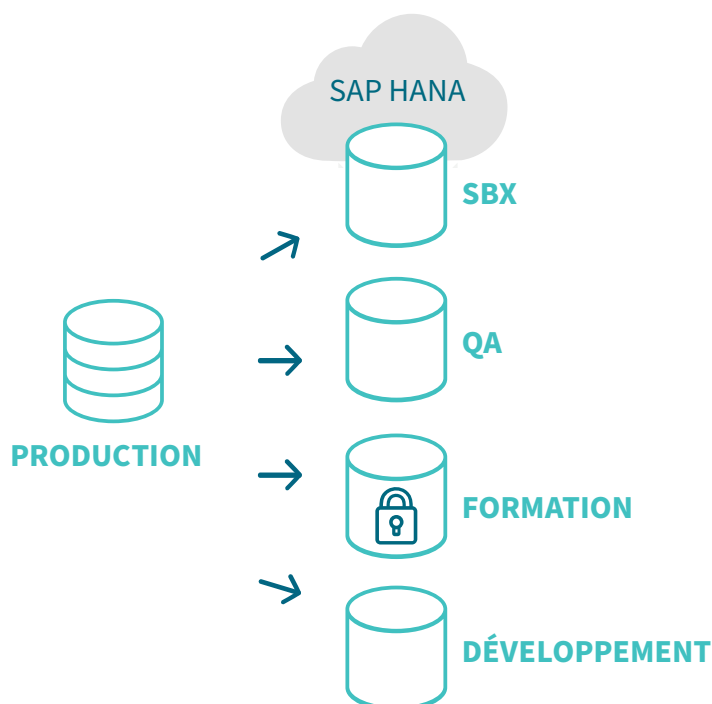 SAP HANA
SBX
QA
PRODUCTION
FORMATION
DÉVELOPPEMENT